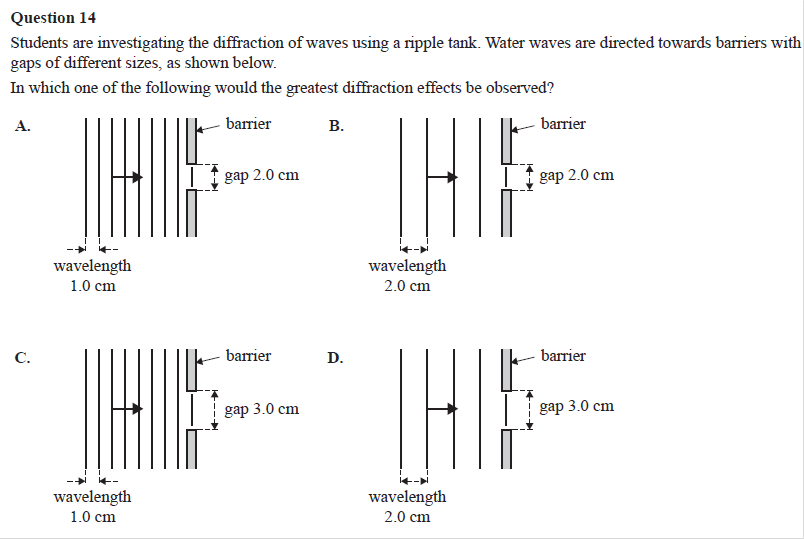 Question 14
Students are investigating the diffraction of waves using a ripple tank. Water waves are directed towards barriers with
gaps of different sizes, as shown below.
In which one of the following would the greatest diffraction effects be observed?
A.
barrier
gap 2.0 cm
wavelength
1.0 cm
B.
barrier
gap 2.0 cm
wavelength
2.0 cm
C.
barrier
gap 3.0 cm
wavelength
1.0 cm
D.
barrier
gap 3.0 cm
wavelength
2.0 cm